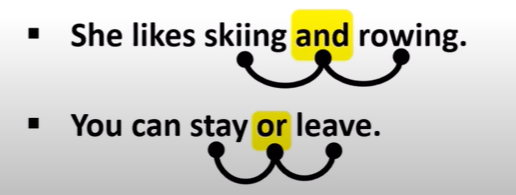 ▪ She likes skiing and rowing.
▪ You can stay or leave.